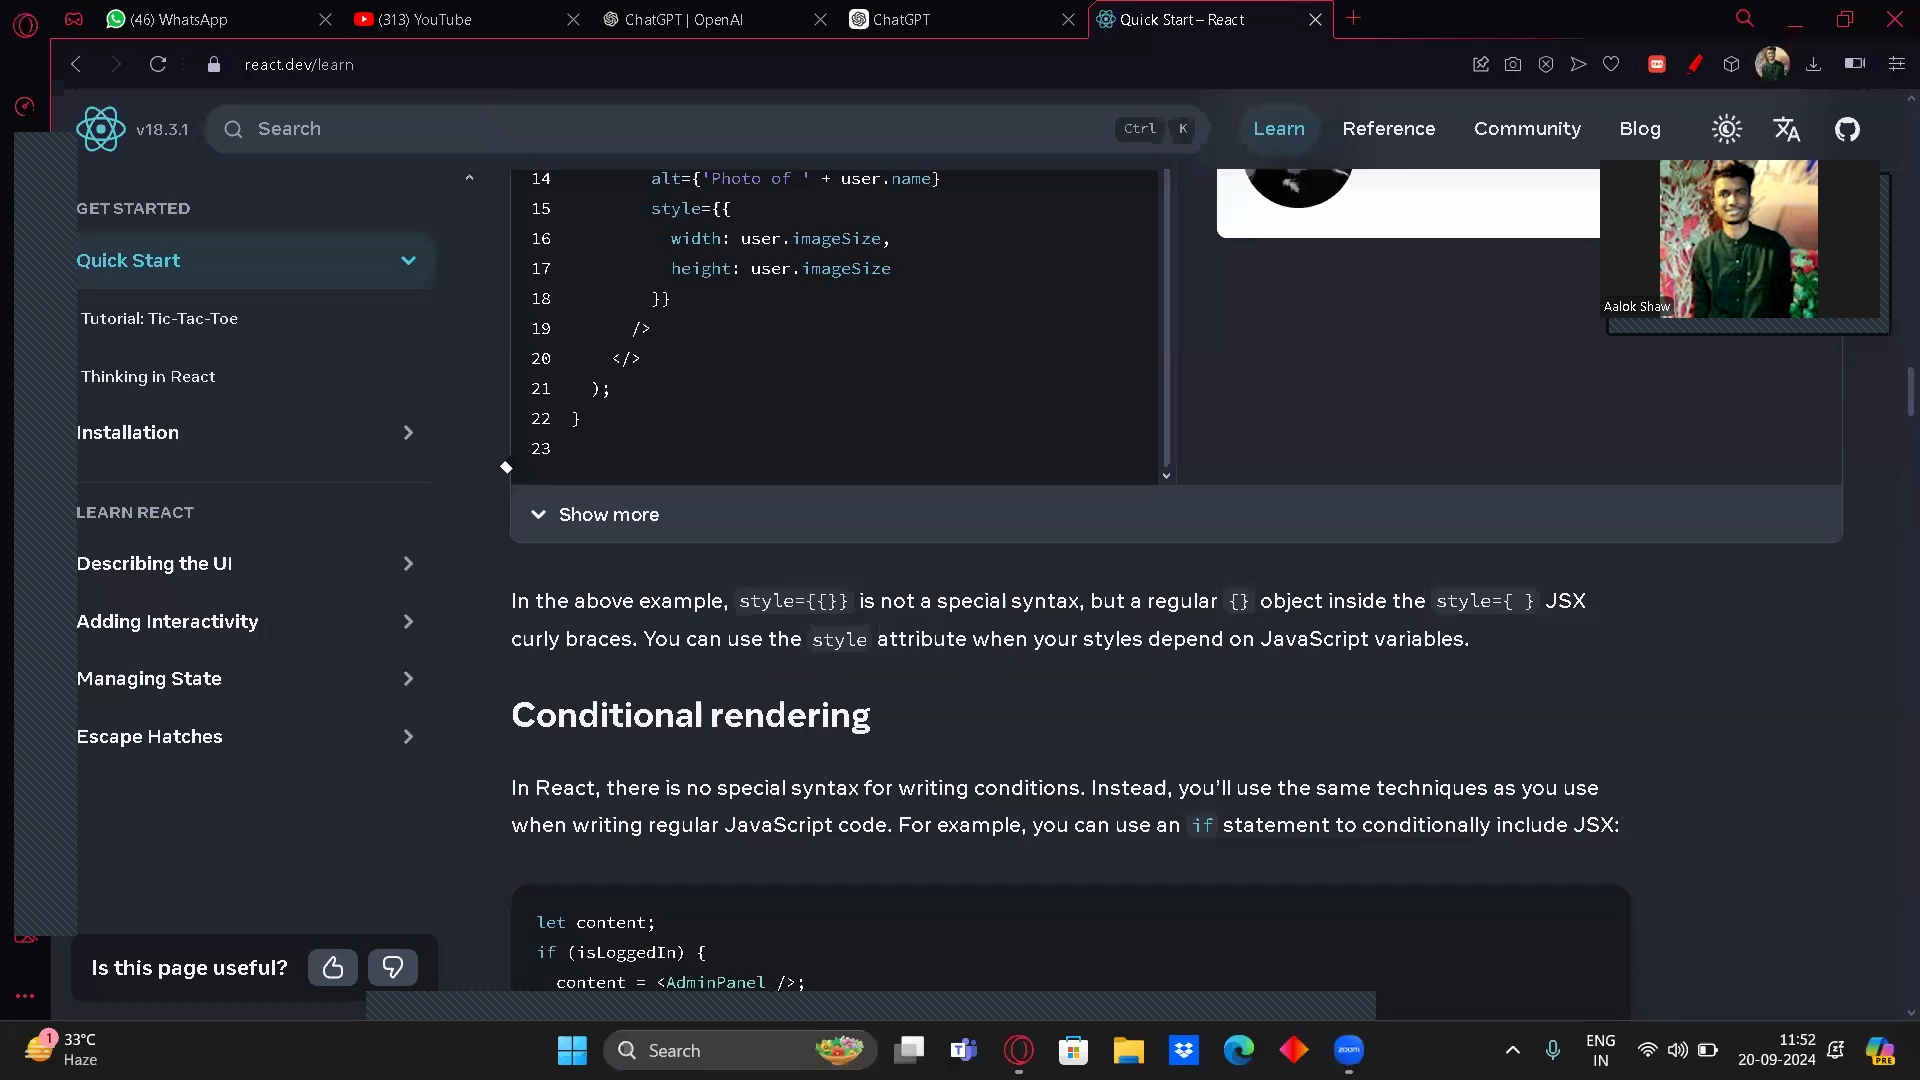 (46) WhatsApp
(313) YouTube
ChatGPT | OpenAI
ChatGPT
Quick Start – React
react.dev/learn
v18.3.1
Search
Ctrl K
Learn
Reference
Community
Blog
GET STARTED
Quick Start
Tutorial: Tic-Tac-Toe
Thinking in React
Installation
LEARN REACT
Describing the UI
Adding Interactivity
Managing State
Escape Hatches
Is this page useful?
14 alt={'Photo of ' + user.name}
15 style={{
16 width: user.imageSize,
17 height: user.imageSize
18 }}
19 />
20 </>
21 );
22 }
23
Show more
Aalok Shaw
In the above example, style={{}} is not a special syntax, but a regular {} object inside the style={ } JSX
curly braces. You can use the style attribute when your styles depend on JavaScript variables.
Conditional rendering
In React, there is no special syntax for writing conditions. Instead, you’ll use the same techniques as you use
when writing regular JavaScript code. For example, you can use an if statement to conditionally include JSX:
let content;
if (isLoggedIn) {
content = <AdminPanel />;
1
33°C
Haze
Search
zoom
PRE
ENG
IN
11:52
20-09-2024